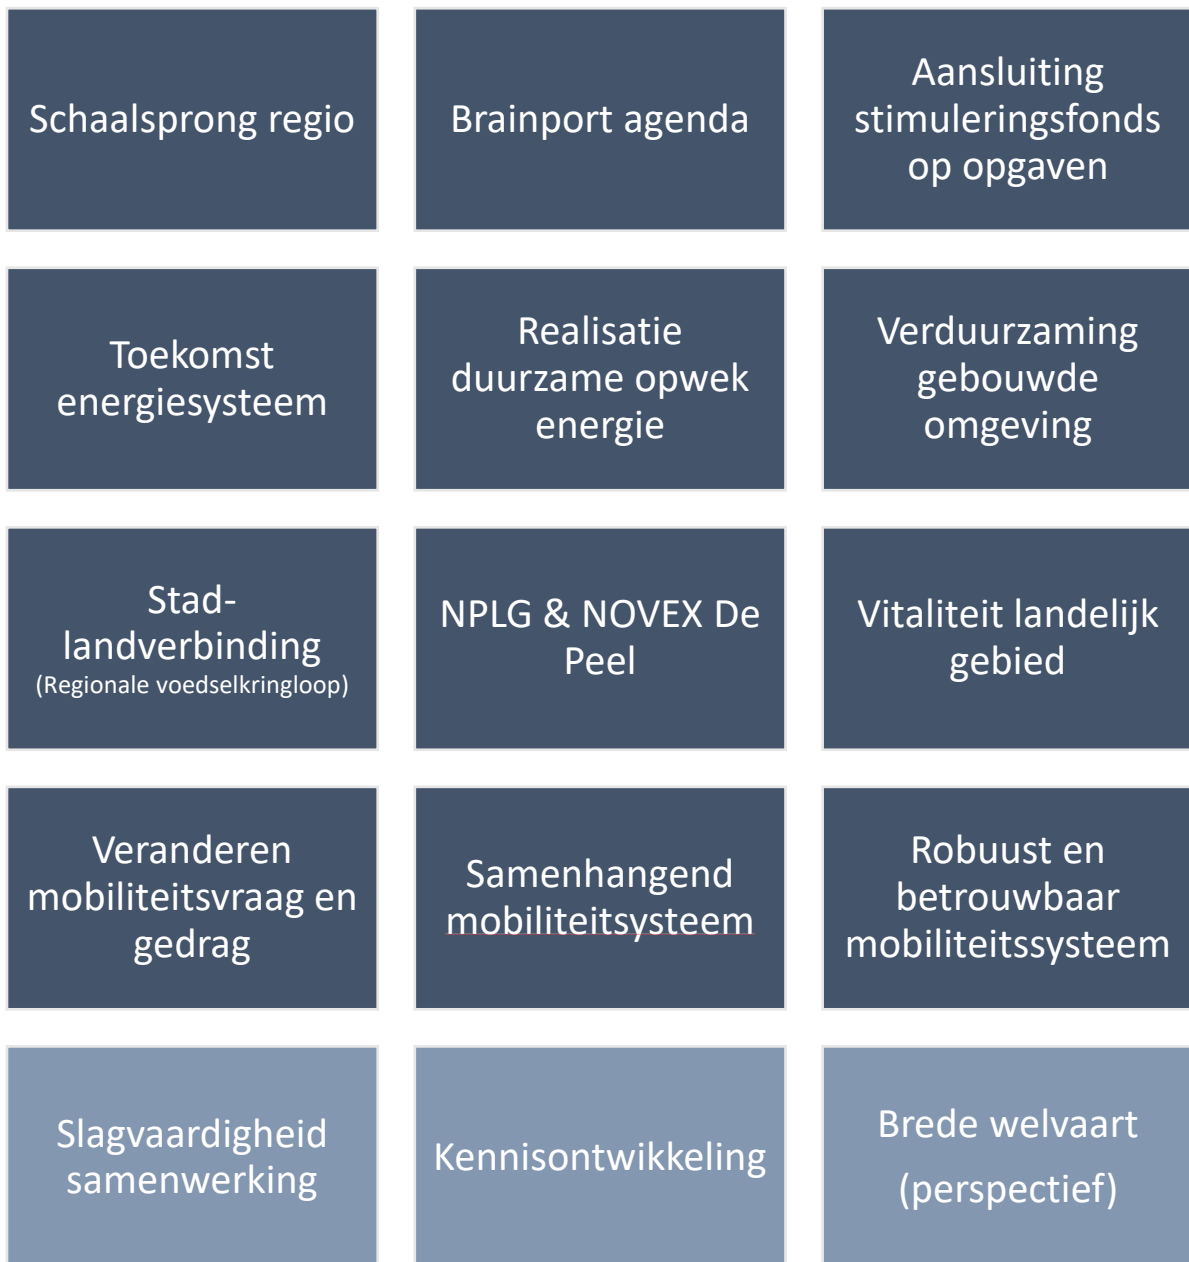 Schaalsprong regio
Brainport agenda
Aansluiting
stimuleringsfonds
op opgaven
Toekomst
energiesysteem
Realisatie
duurzame opwek
energie
Verduurzaming
gebouwde
omgeving
Stad-
landverbinding
(Regionale voedselkringloop)
NPLG & NOVEX De
Peel
Vitaliteit landelijk
gebied
Veranderen
mobiliteitsvraag en
gedrag
Samenhangend
mobiliteitsysteem
Robuust en
betrouwbaar
mobiliteitssysteem
Slagvaardigheid
samenwerking
Kennisontwikkeling
Brede welvaart
(perspectief)